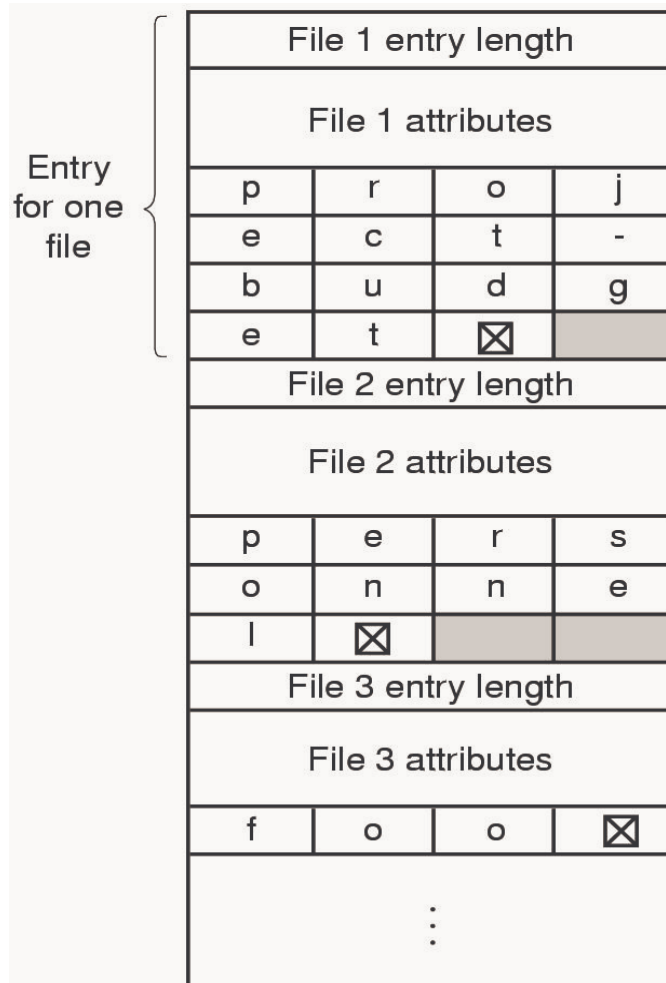 File 1 entry length
File 1 attributes
Entry
for one
file
p r o j
e c t -
b u d g
e t ☒
File 2 entry length
File 2 attributes
p e r s
o n n e
l ☒
File 3 entry length
File 3 attributes
f o o ☒
⋮